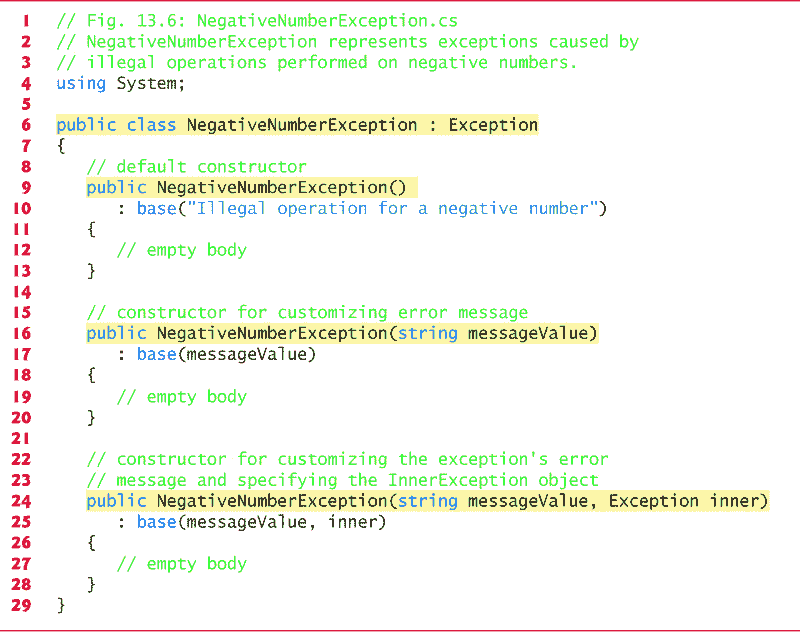 1 // Fig. 13.6: NegativeNumberException.cs
2 // NegativeNumberException represents exceptions caused by
3 // illegal operations performed on negative numbers.
4 using System;
5
6 public class NegativeNumberException : Exception
7 {
8    // default constructor
9    public NegativeNumberException()
10       : base("Illegal operation for a negative number")
11    {
12       // empty body
13    }
14
15    // constructor for customizing error message
16    public NegativeNumberException(string messageValue)
17       : base(messageValue)
18    {
19       // empty body
20    }
21
22    // constructor for customizing the exception's error
23    // message and specifying the InnerException object
24    public NegativeNumberException(string messageValue, Exception inner)
25       : base(messageValue, inner)
26    {
27       // empty body
28    }
29 }